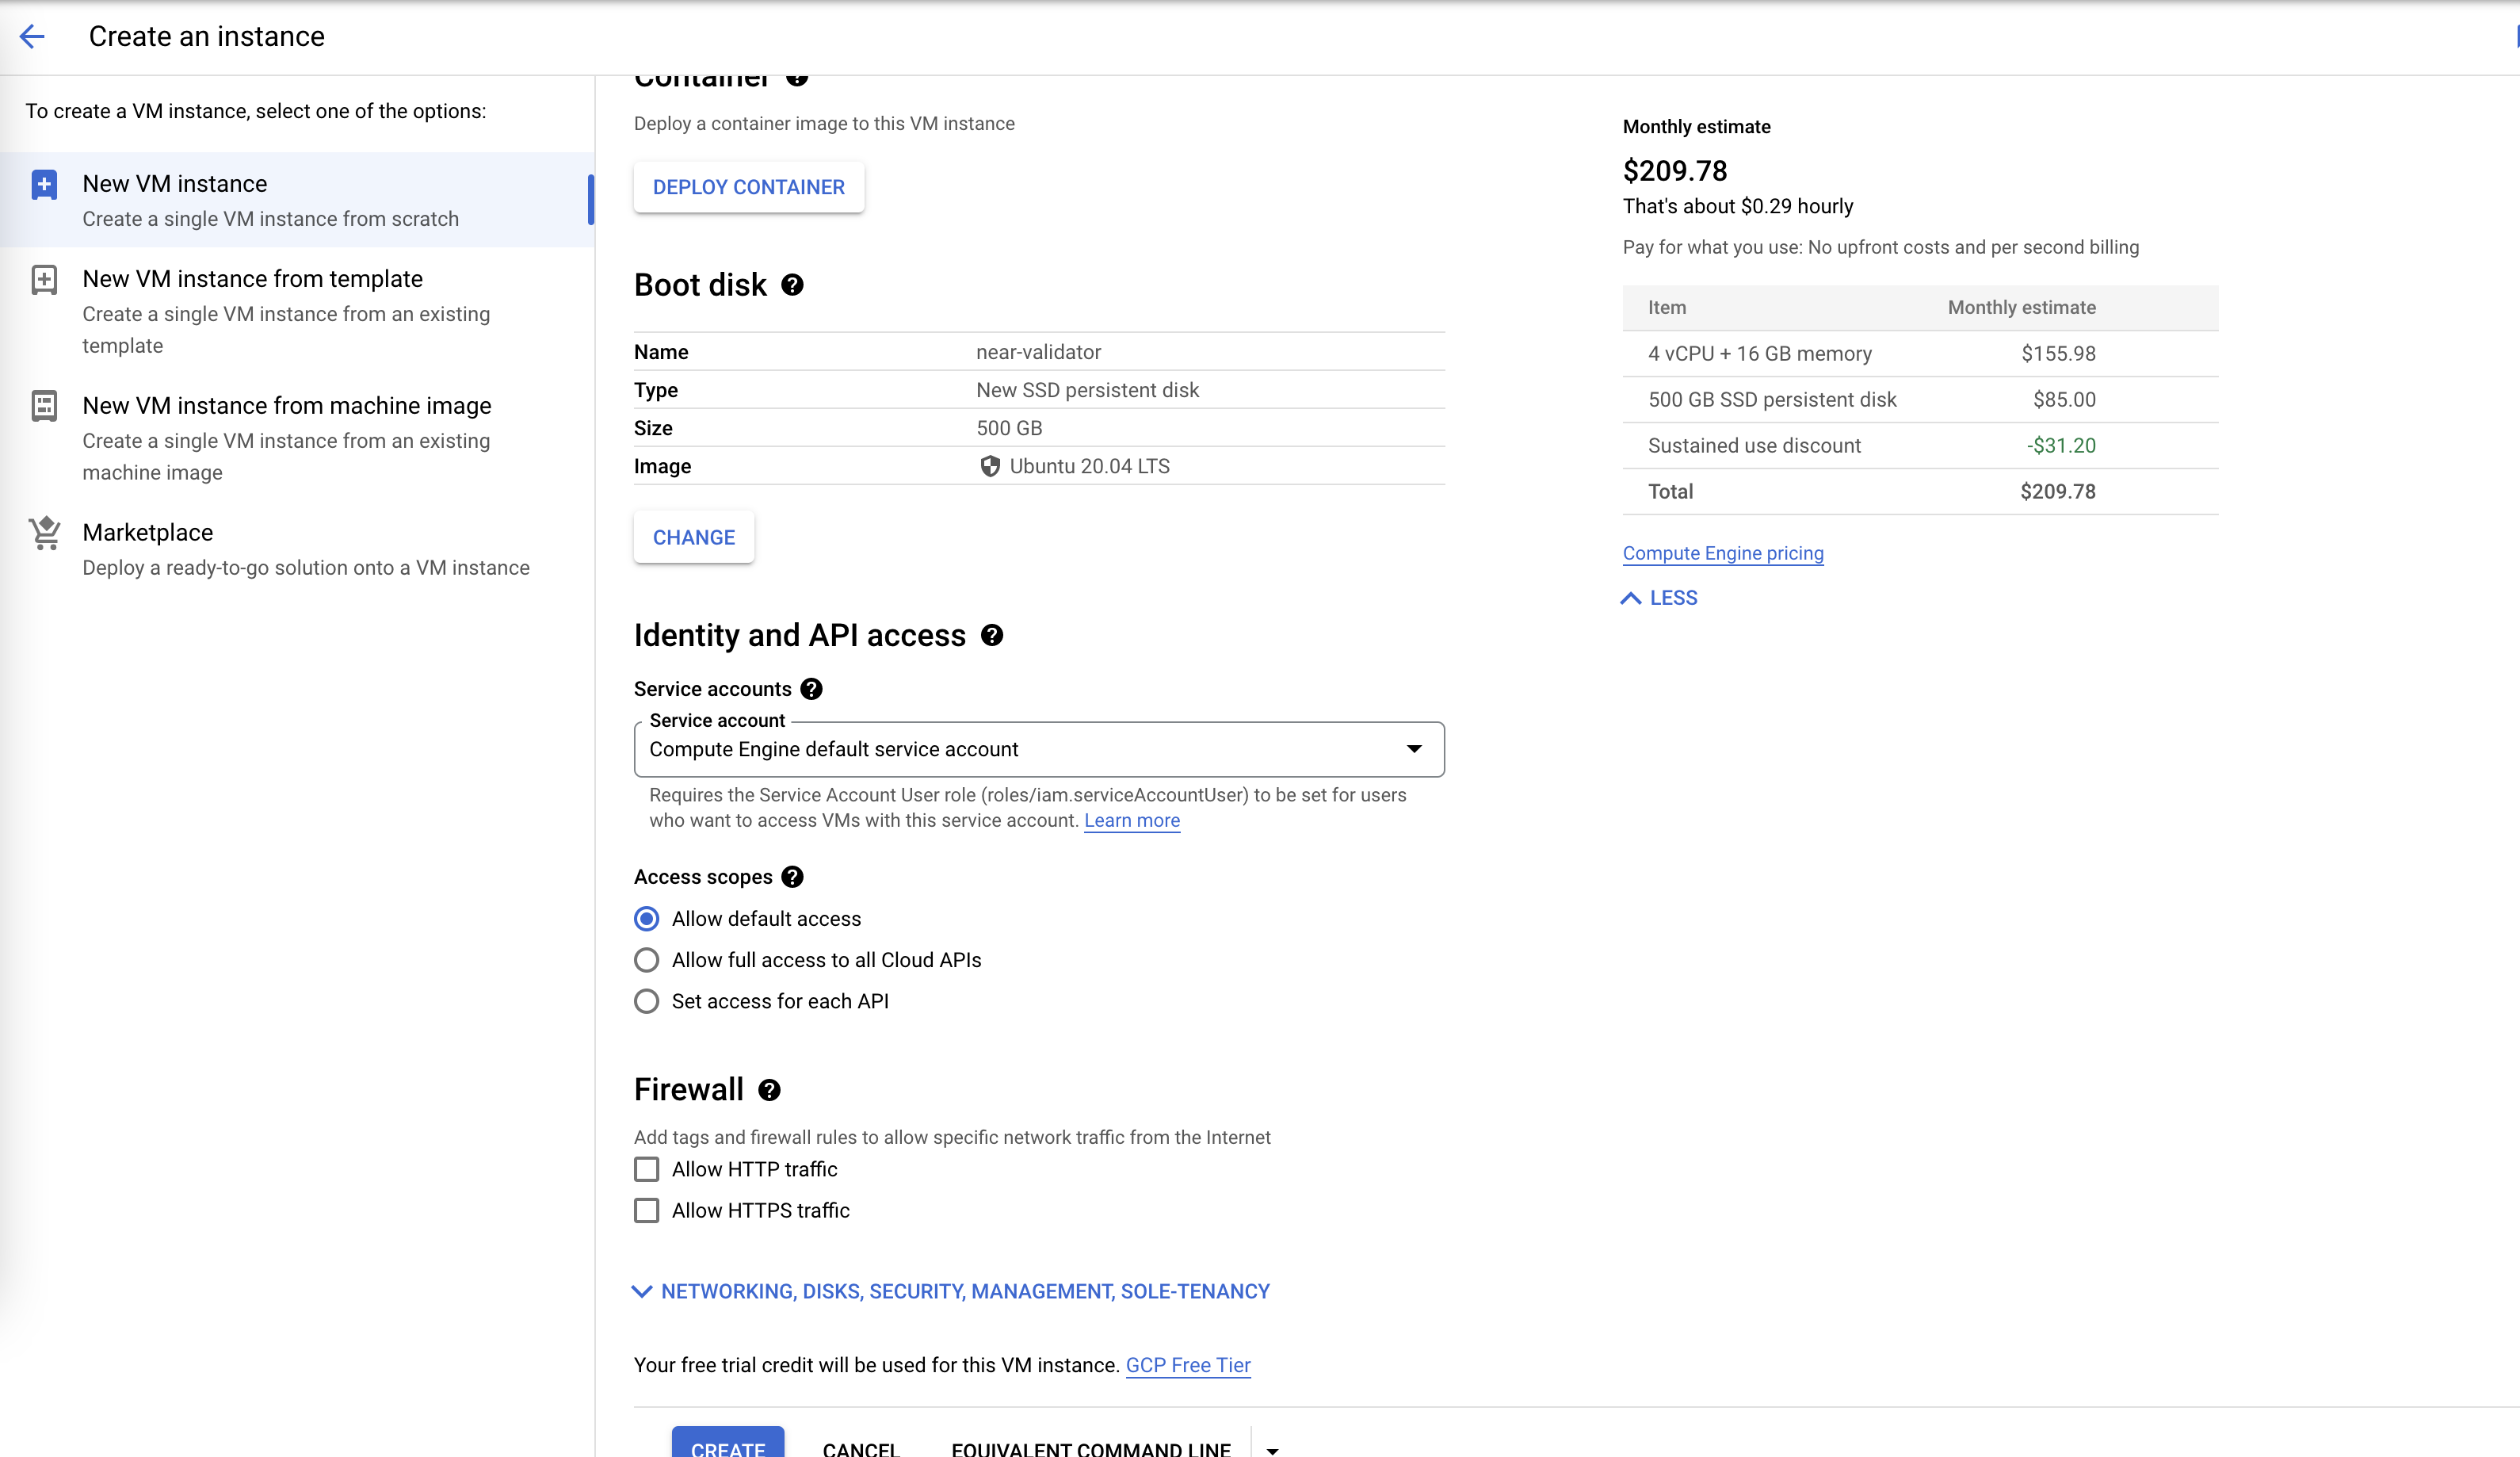 Create an instance
To create a VM instance, select one of the options:
New VM instance
Create a single VM instance from scratch
New VM instance from template
Create a single VM instance from an existing
template
New VM instance from machine image
Create a single VM instance from an existing
machine image
Marketplace
Deploy a ready-to-go solution onto a VM instance
Container
Deploy a container image to this VM instance
DEPLOY CONTAINER
Boot disk
Name near-validator
Type New SSD persistent disk
Size 500 GB
Image Ubuntu 20.04 LTS
CHANGE
Identity and API access
Service accounts
Service account
Compute Engine default service account
Requires the Service Account User role (roles/iam.serviceAccountUser) to be set for users
who want to access VMs with this service account. Learn more
Access scopes
Allow default access
Allow full access to all Cloud APIs
Set access for each API
Firewall
Add tags and firewall rules to allow specific network traffic from the Internet
Allow HTTP traffic
Allow HTTPS traffic
NETWORKING, DISKS, SECURITY, MANAGEMENT, SOLE-TENANCY
Your free trial credit will be used for this VM instance. GCP Free Tier
CREATE CANCEL EQUIVALENT COMMAND LINE
Monthly estimate
$209.78
That's about $0.29 hourly
Pay for what you use: No upfront costs and per second billing
Item Monthly estimate
4 vCPU + 16 GB memory $155.98
500 GB SSD persistent disk $85.00
Sustained use discount -$31.20
Total $209.78
Compute Engine pricing
LESS